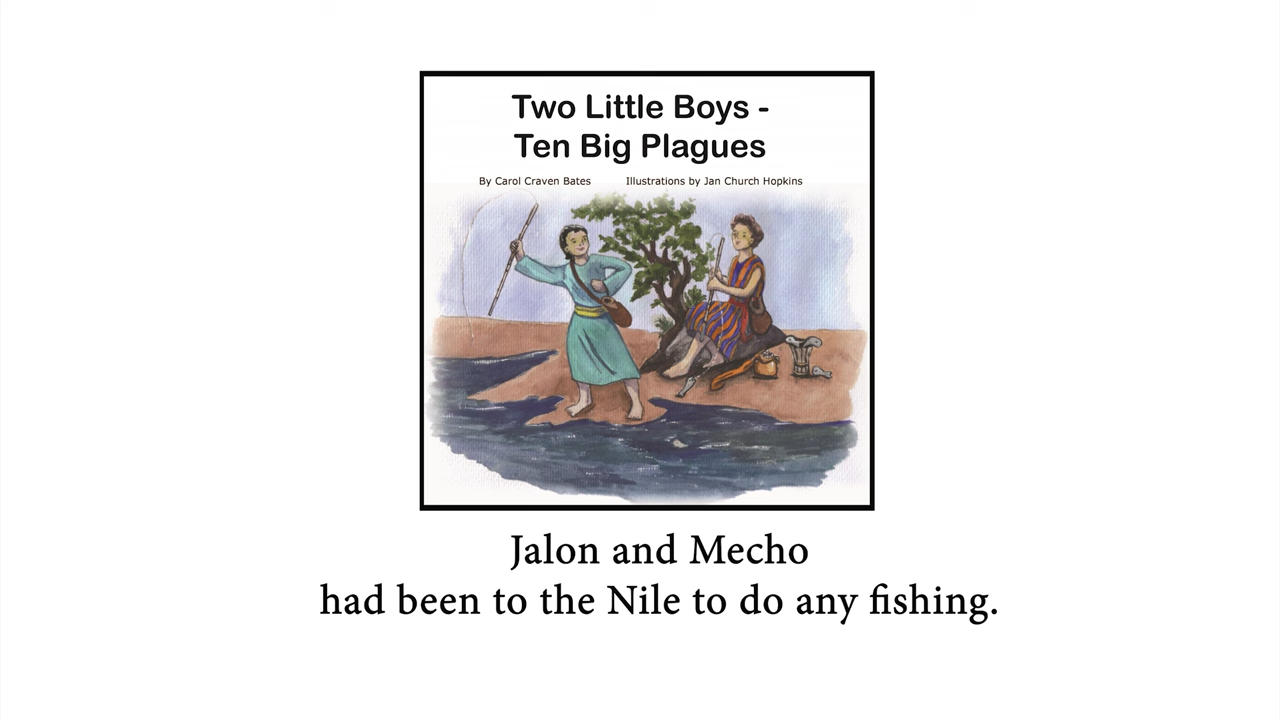 Two Little Boys -
Ten Big Plagues
By Carol Craven Bates Illustrations by Jan Church Hopkins
Jalon and Mecho
had been to the Nile to do any fishing.